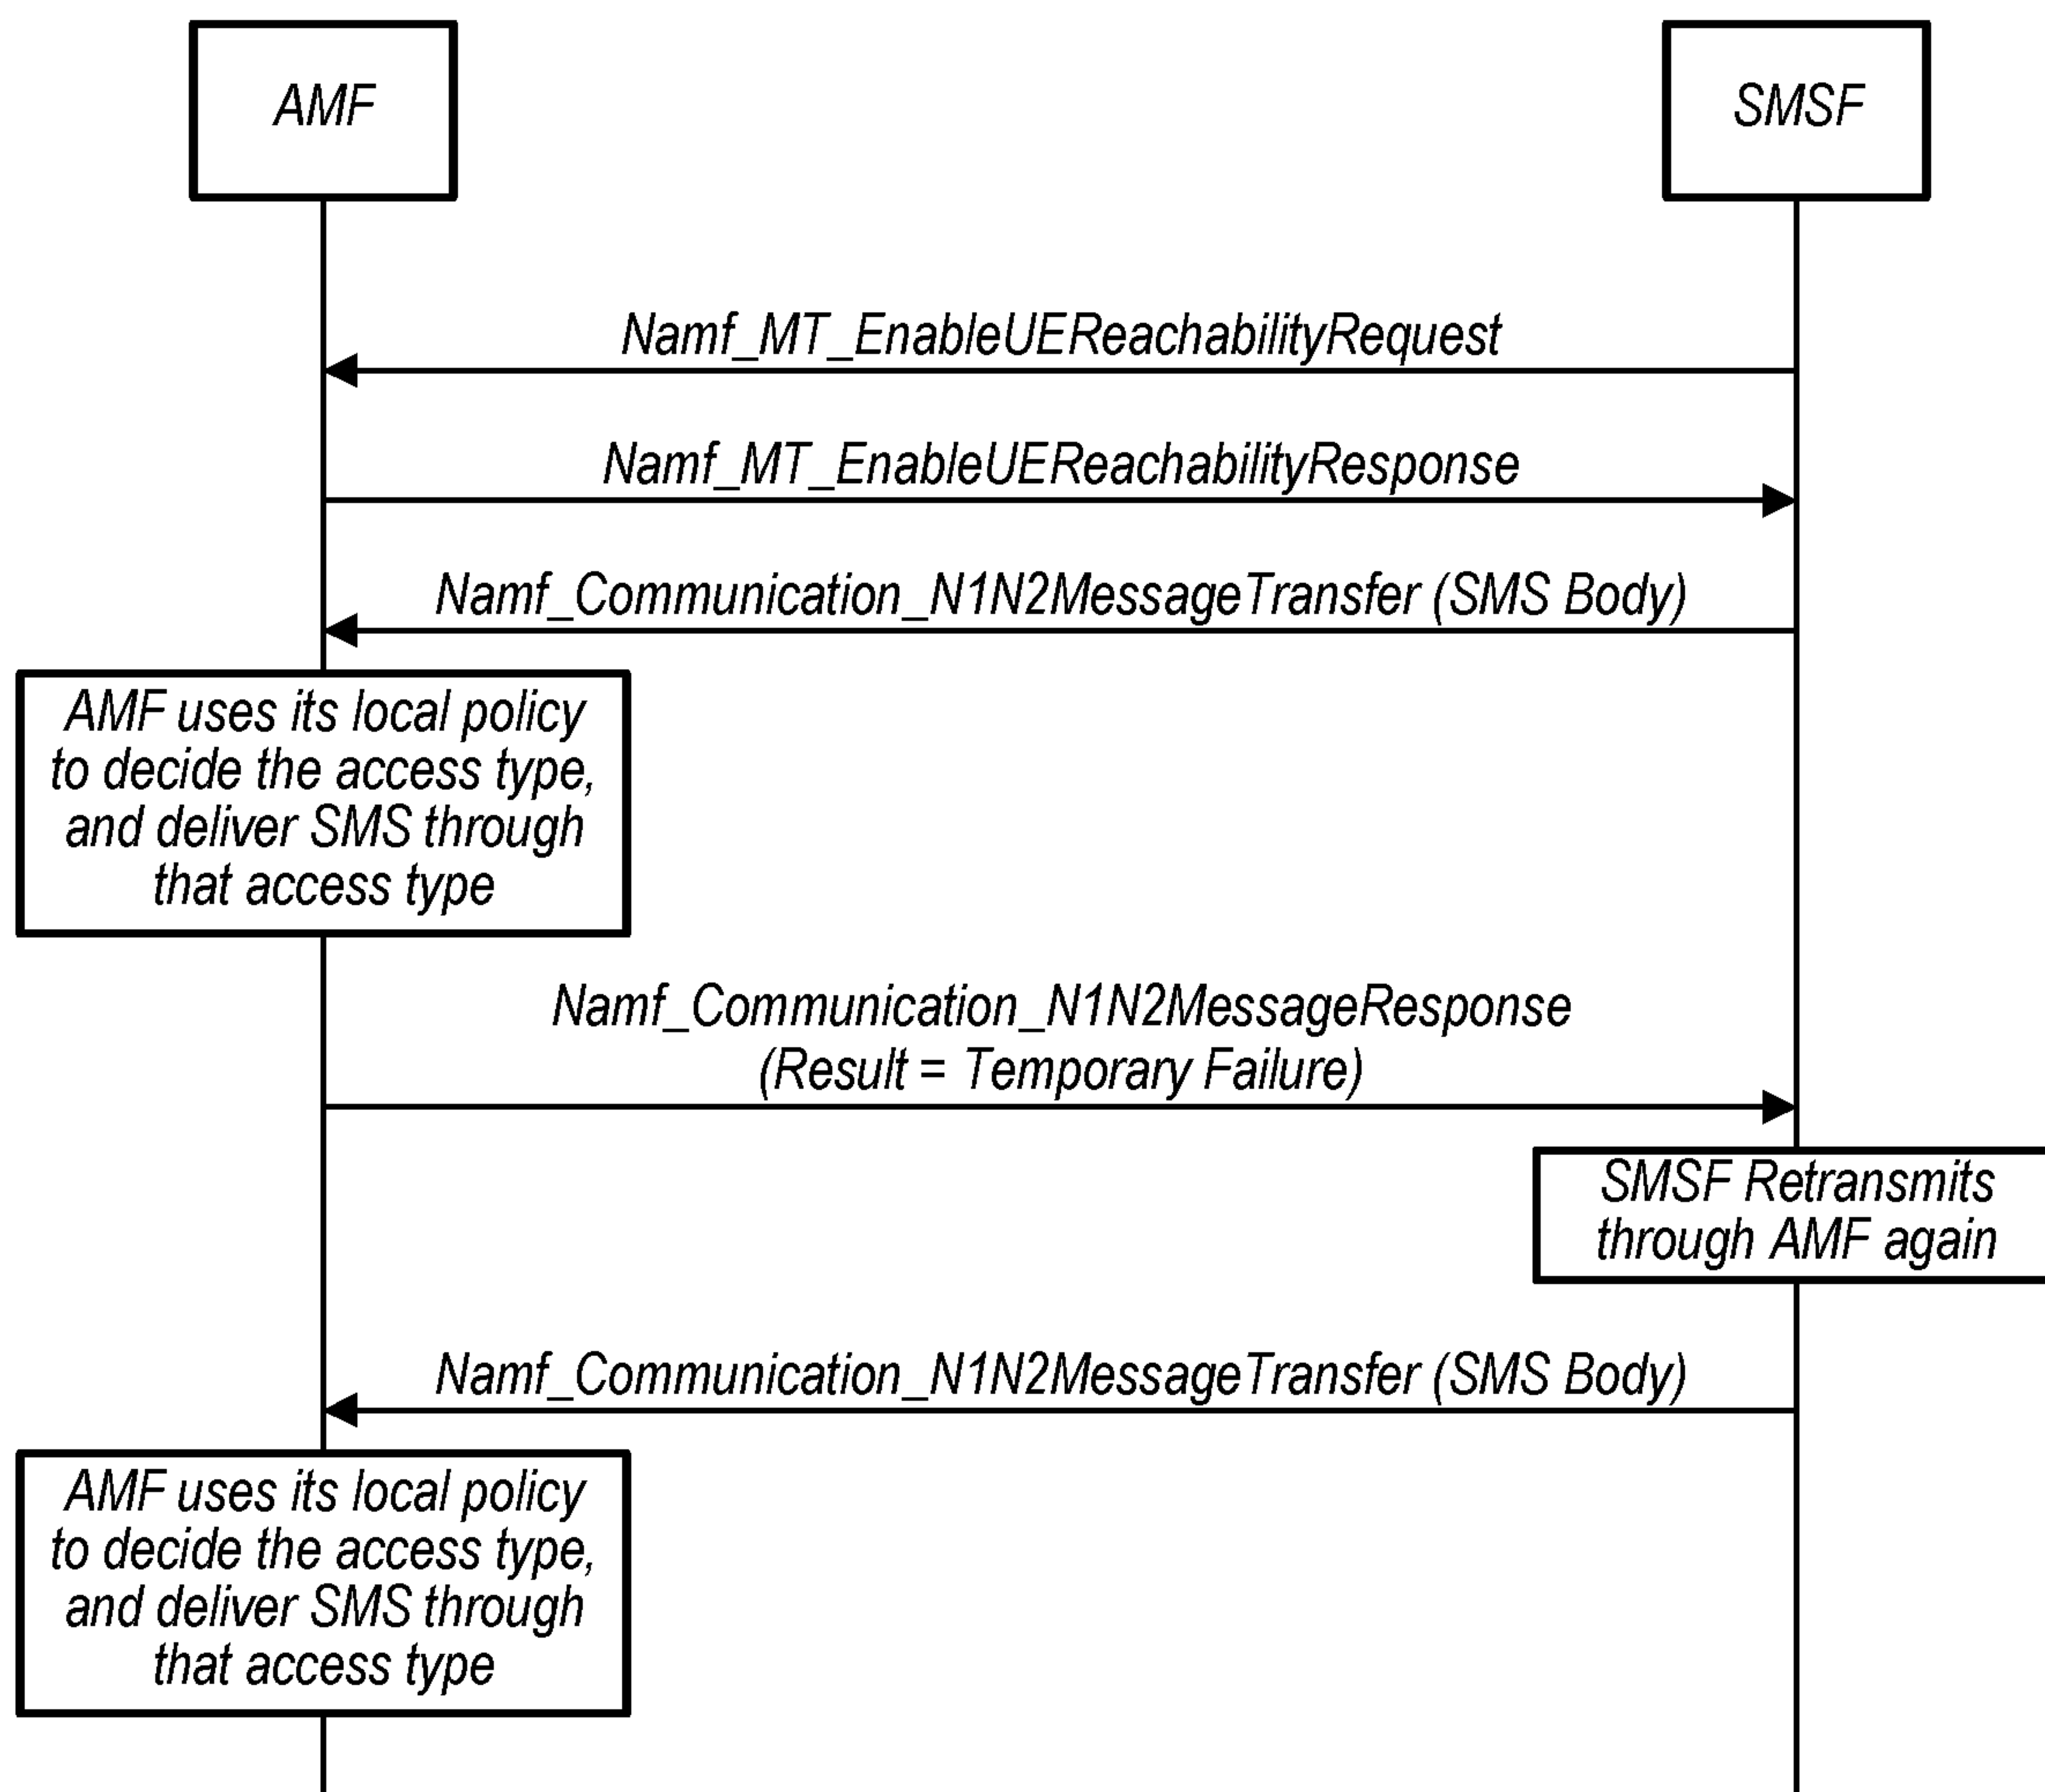 AMF
SMSF
Namf_MT_EnableUEReachabilityRequest
Namf_MT_EnableUEReachabilityResponse
Namf_Communication_N1N2MessageTransfer (SMS Body)
AMF uses its local policy
to decide the access type,
and deliver SMS through
that access type
Namf_Communication_N1N2MessageResponse
(Result = Temporary Failure)
SMSF Retransmits
through AMF again
Namf_Communication_N1N2MessageTransfer (SMS Body)
AMF uses its local policy
to decide the access type,
and deliver SMS through
that access type